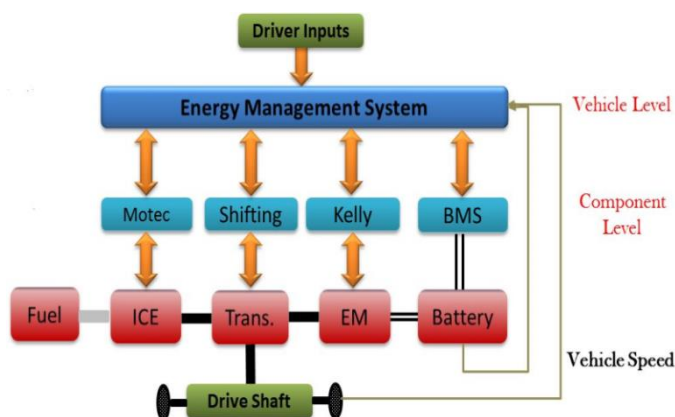 Driver Inputs
Energy Management System
Vehicle Level
Motec
Shifting
Kelly
BMS
Component
Level
Fuel
ICE
Trans.
EM
Battery
Vehicle Speed
Drive Shaft